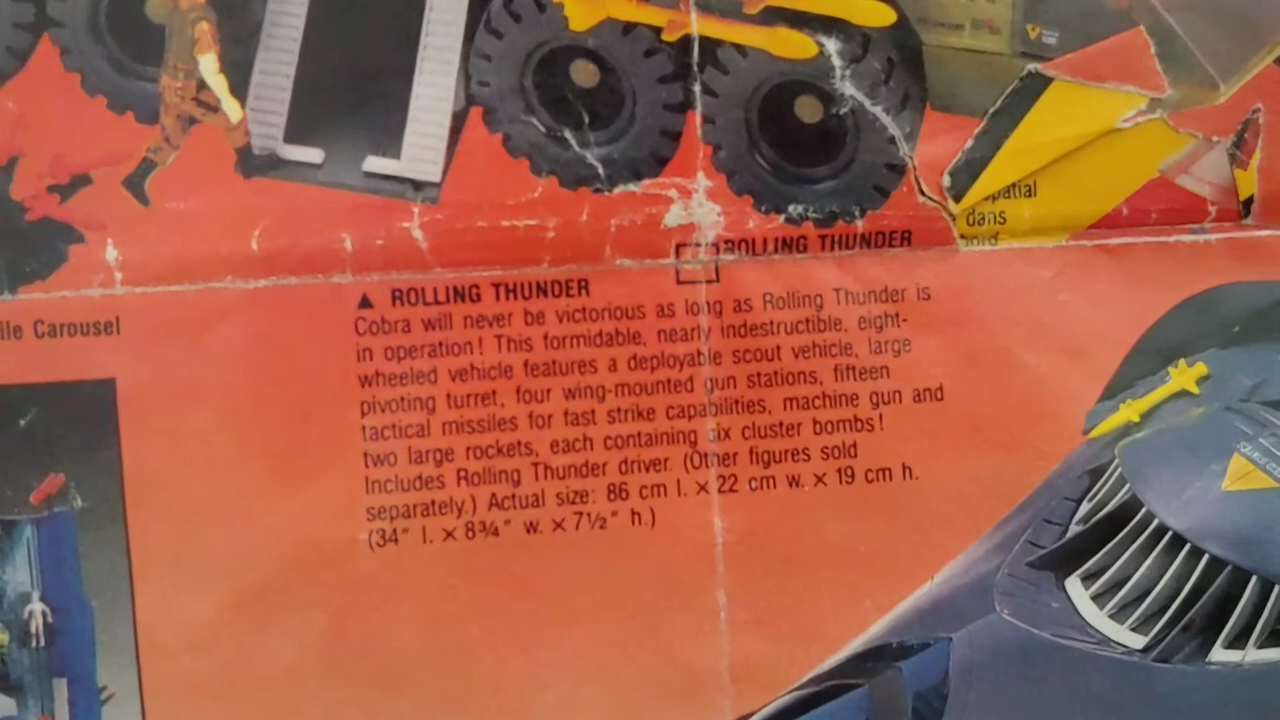 patial
dans
bord
ROLLING THUNDER
▲ ROLLING THUNDER
Cobra will never be victorious as long as Rolling Thunder is
in operation! This formidable, nearly indestructible, eight-
wheeled vehicle features a deployable scout vehicle, large
pivoting turret, four wing-mounted gun stations, fifteen
tactical missiles for fast strike capabilities, machine gun and
two large rockets, each containing six cluster bombs!
Includes Rolling Thunder driver. (Other figures sold
separately.) Actual size: 86 cm l. × 22 cm w. × 19 cm h.
(34" l. × 8¾" w. × 7½" h.)
ile Carousel